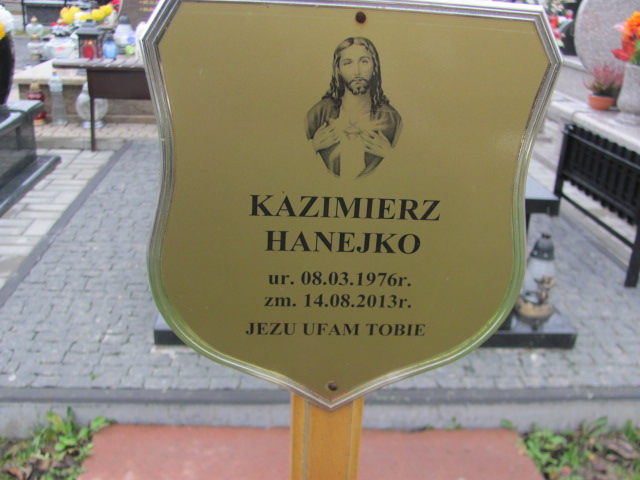 KAZIMIERZ
HANEJKO
ur. 08.03.1976r.
zm. 14.08.2013r.
JEZU UFAM TOBIE